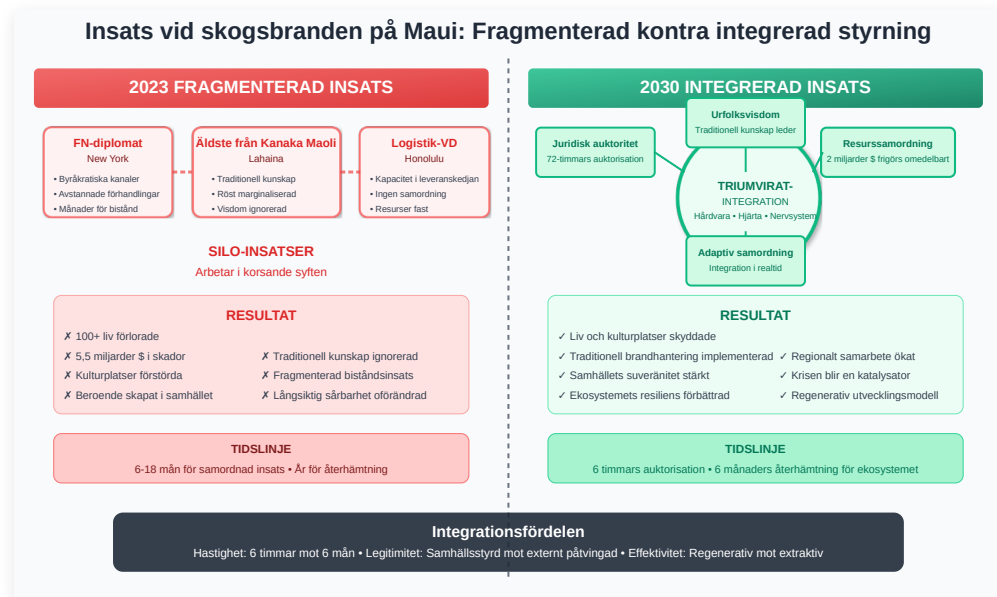 Insats vid skogsbranden på Maui: Fragmenterad kontra integrerad styrning
2023 FRAGMENTERAD INSATS
FN-diplomat
New York
• Byråkratiska kanaler
• Avstannade förhandlingar
• Månader för bistånd
Äldste från Kanaka Maoli
Lahaina
• Traditionell kunskap
• Röst marginaliserad
• Visdom ignorerad
Logistik-VD
Honolulu
• Kapacitet i leveranskedjan
• Ingen samordning
• Resurser fast
SILO-INSATSER
Arbetar i korsande syften
RESULTAT
✗ 100+ liv förlorade
✗ 5,5 miljarder $ i skador
✗ Kulturplatser förstörda
✗ Beroende skapat i samhället
✗ Traditionell kunskap ignorerad
✗ Fragmenterad biståndsinsats
✗ Långsiktig sårbarhet oförändrad
TIDSLINJE
6-18 mån för samordnad insats • År för återhämtning
2030 INTEGRERAD INSATS
Urfolksvisdom
Traditionell kunskap leder
Juridisk auktoritet
72-timmars auktorisation
Resurssamordning
2 miljarder $ frigörs omedelbart
TRIUMVIRAT-
INTEGRATION
Hårdvara • Hjärta • Nervsystem
Adaptiv samordning
Integration i realtid
RESULTAT
✓ Liv och kulturplatser skyddade
✓ Traditionell brandhantering implementerad
✓ Samhällets suveränitet stärkt
✓ Ekosystemets resiliens förbättrad
✓ Regionalt samarbete ökat
✓ Krisen blir en katalysator
✓ Regenerativ utvecklingsmodell
TIDSLINJE
6 timmars auktorisation • 6 månaders återhämtning för ekosystemet
Integrationsfördelen
Hastighet: 6 timmar mot 6 mån • Legitimitet: Samhällsstyrd mot externt påtvingad • Effektivitet: Regenerativ mot extraktiv